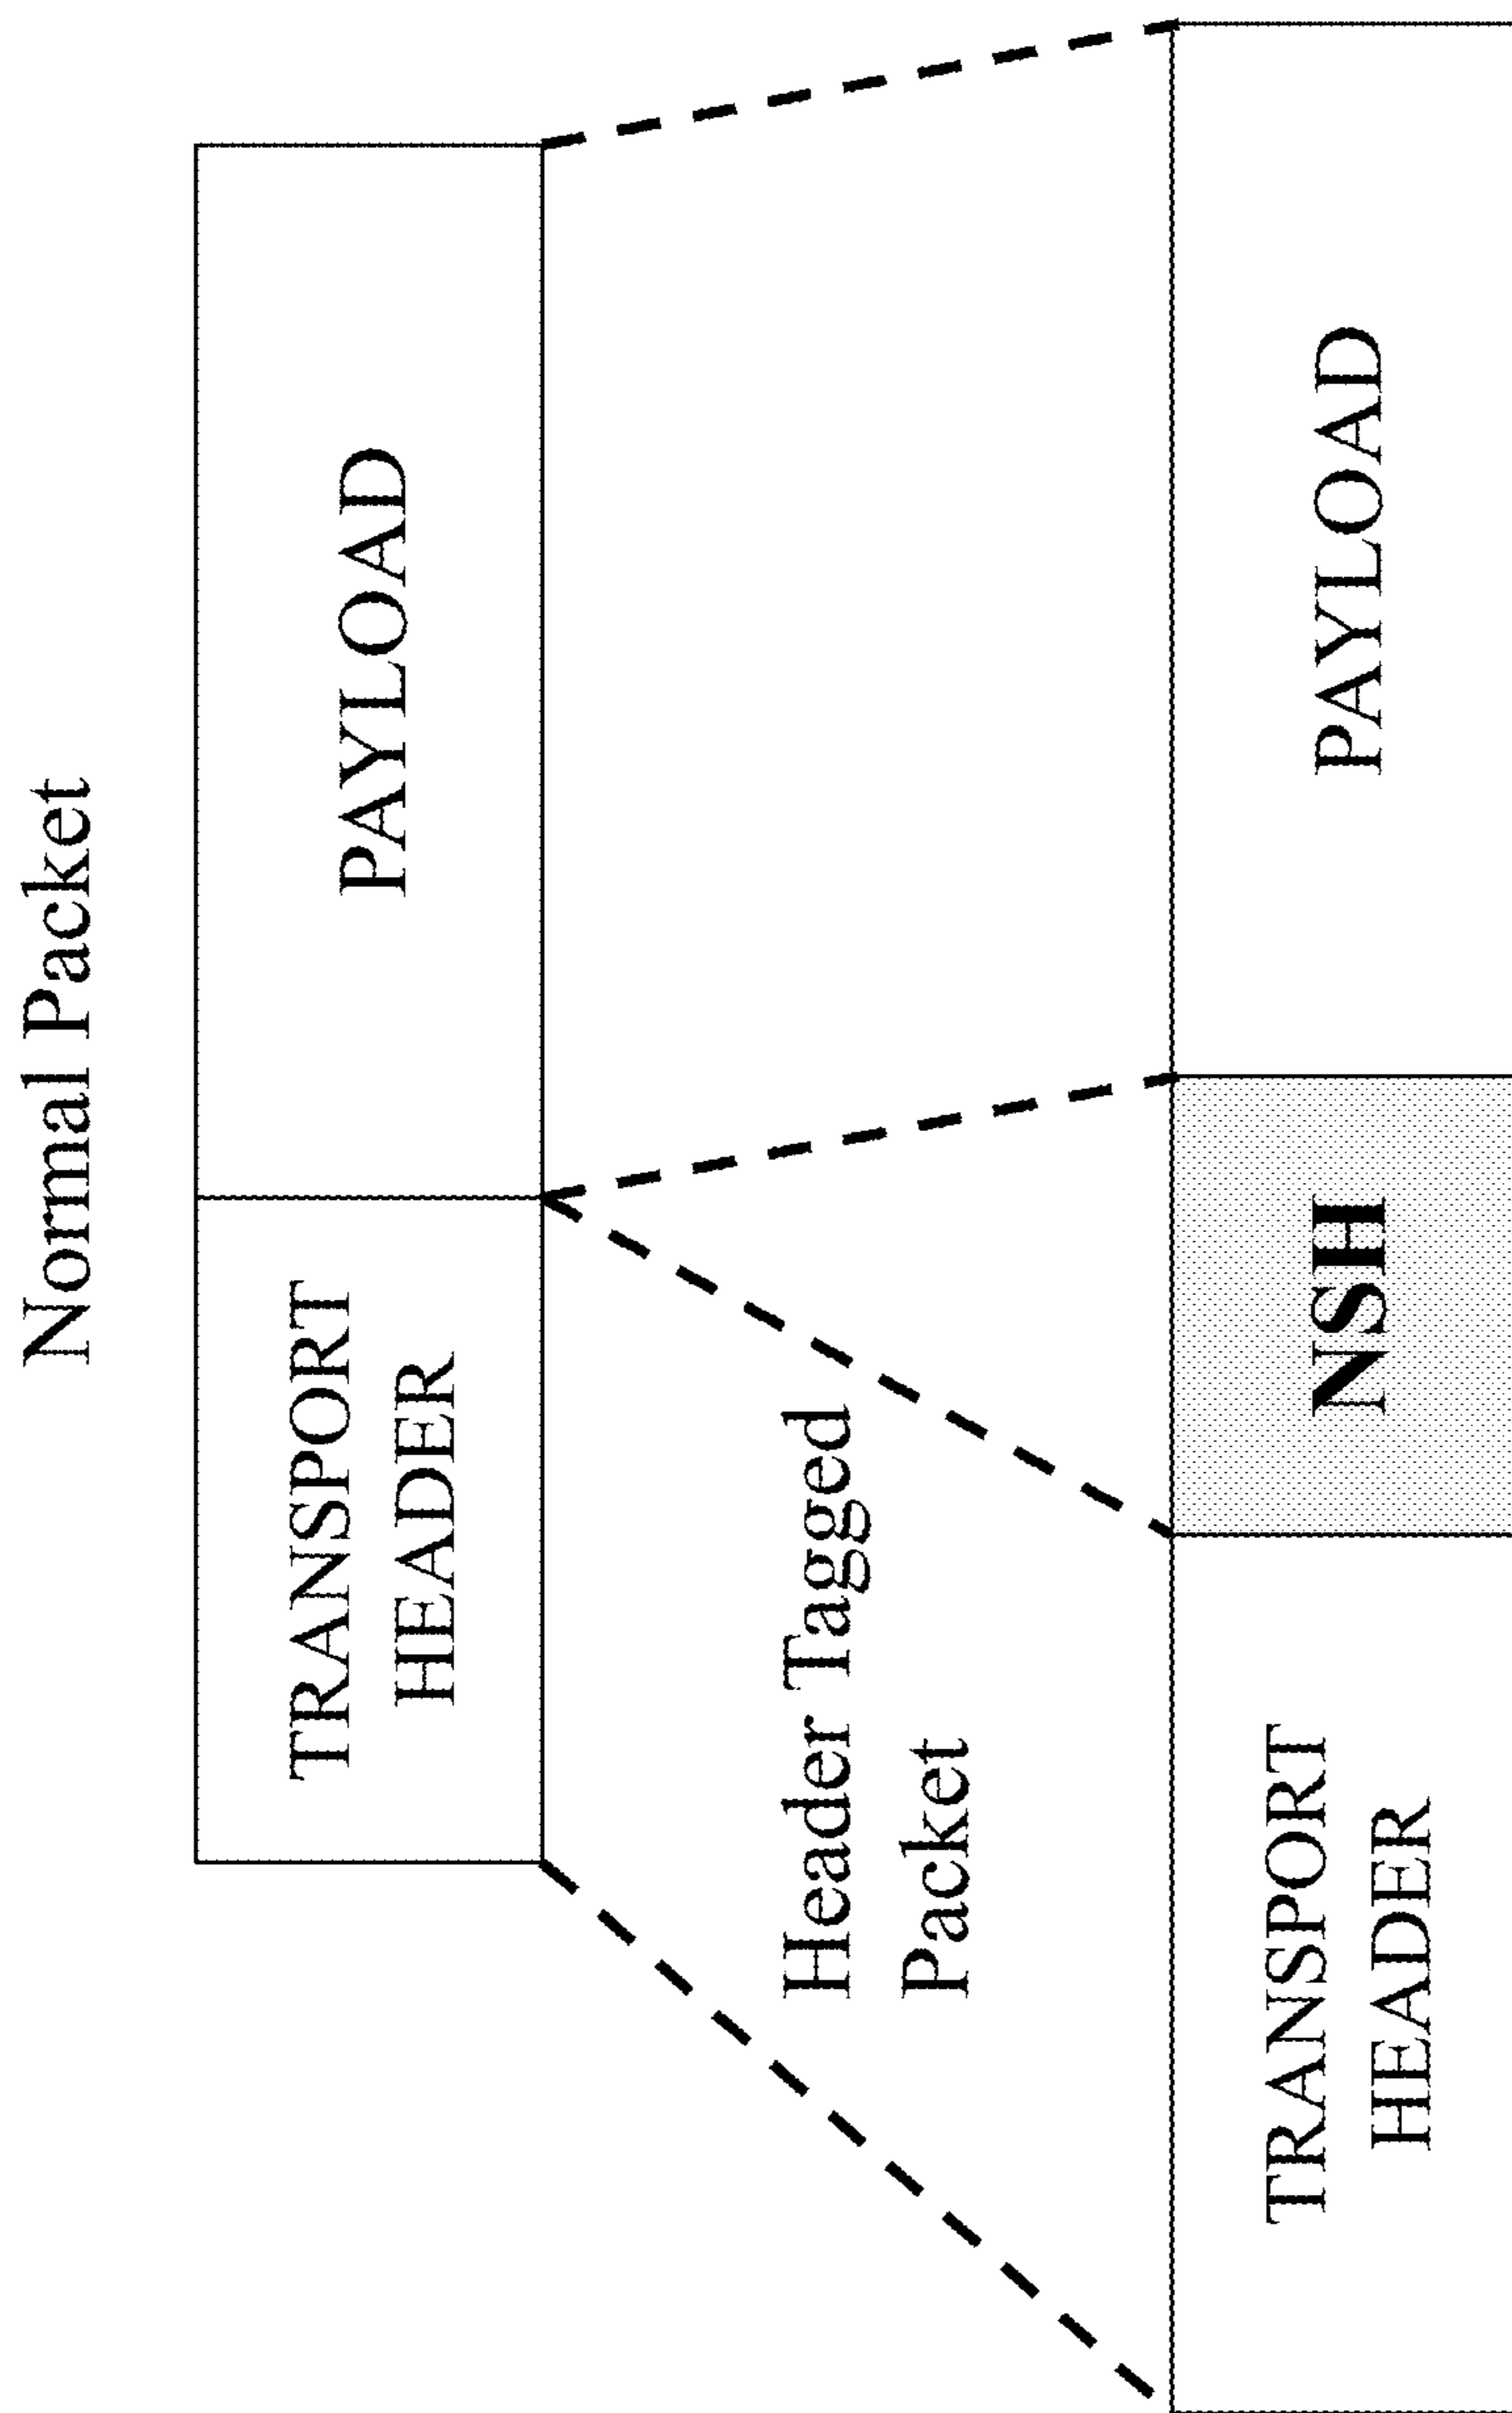 Normal Packet
TRANSPORT
HEADER
PAYLOAD
Header Tagged
Packet
TRANSPORT
HEADER
NSH
PAYLOAD